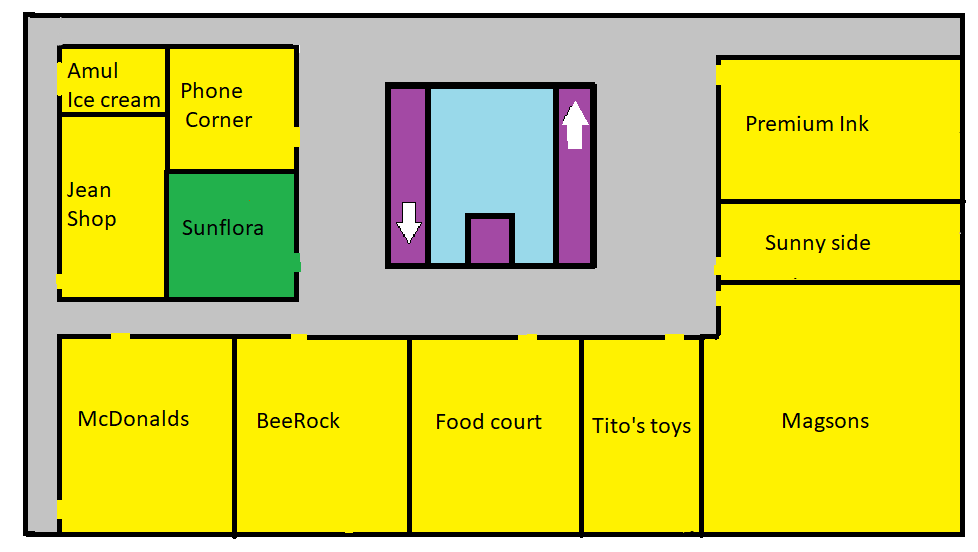 Amul
Ice cream
Phone
Corner
Jean
Shop
Sunflora
Premium Ink
Sunny side
McDonalds
BeeRock
Food court
Tito's toys
Magsons